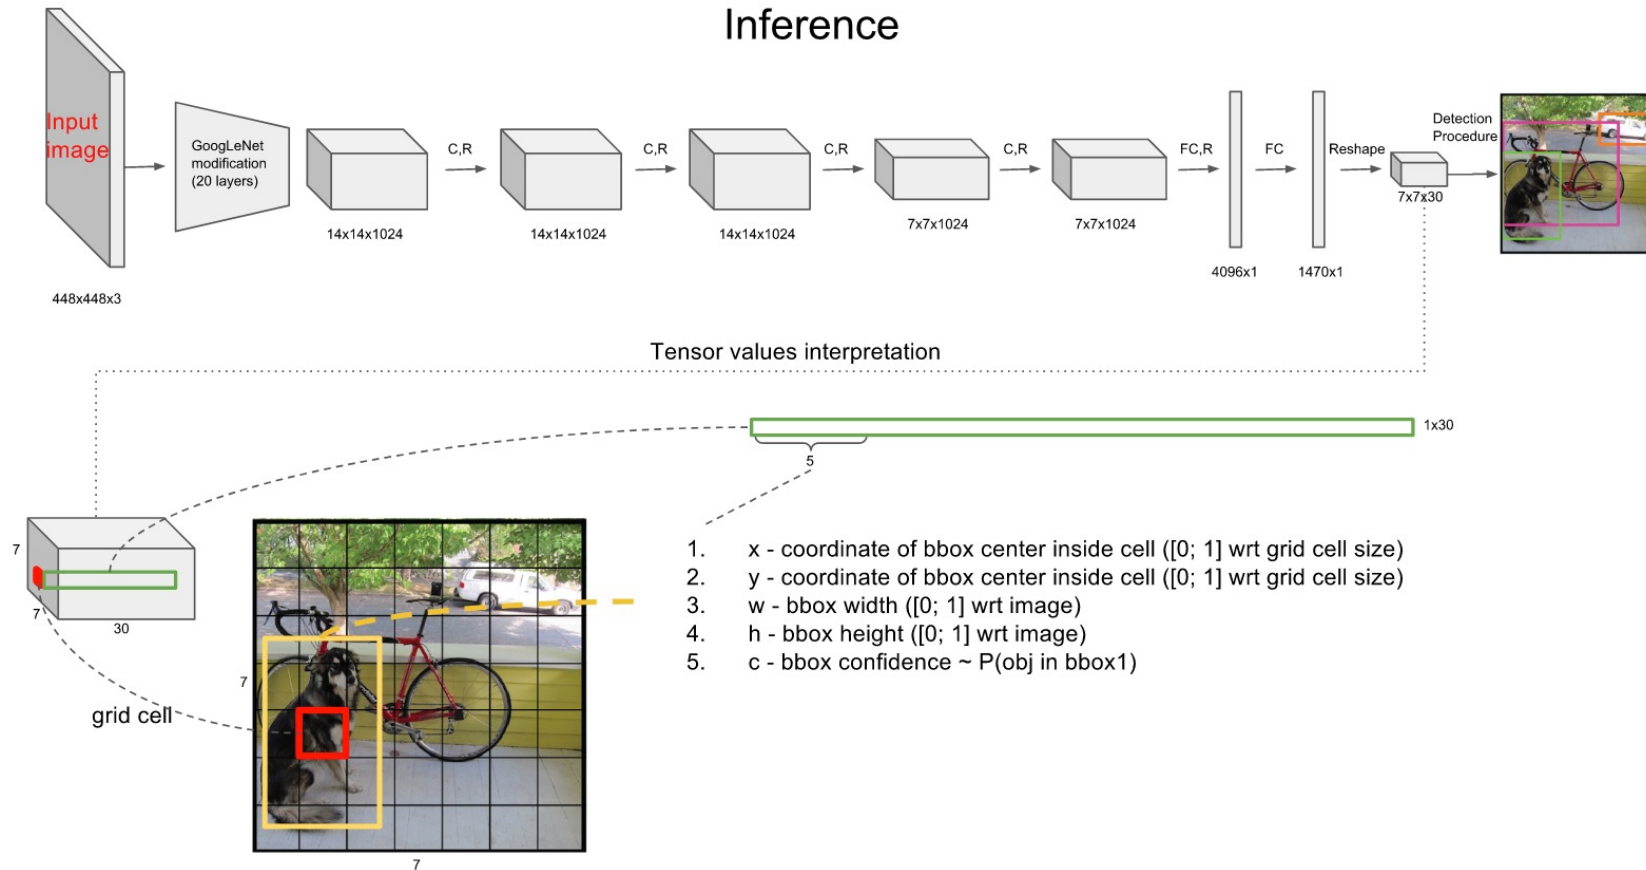 Inference
Input
image
448x448x3
GoogLeNet
modification
(20 layers)
14x14x1024
C,R
14x14x1024
C,R
14x14x1024
C,R
7x7x1024
C,R
7x7x1024
FC,R
4096x1
FC
1470x1
Reshape
7x7x30
Detection
Procedure
Tensor values interpretation
1x30
5
7
7
30
grid cell
7
7
1. x - coordinate of bbox center inside cell ([0; 1] wrt grid cell size)
2. y - coordinate of bbox center inside cell ([0; 1] wrt grid cell size)
3. w - bbox width ([0; 1] wrt image)
4. h - bbox height ([0; 1] wrt image)
5. c - bbox confidence ~ P(obj in bbox1)